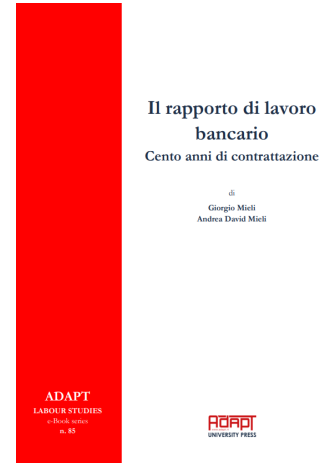 Il rapporto di lavoro
bancario
Cento anni di contrattazione
di
Giorgio Mieli
Andrea David Mieli
ADAPT
LABOUR STUDIES
e-Book series
n. 85
ADAPT
UNIVERSITY PRESS